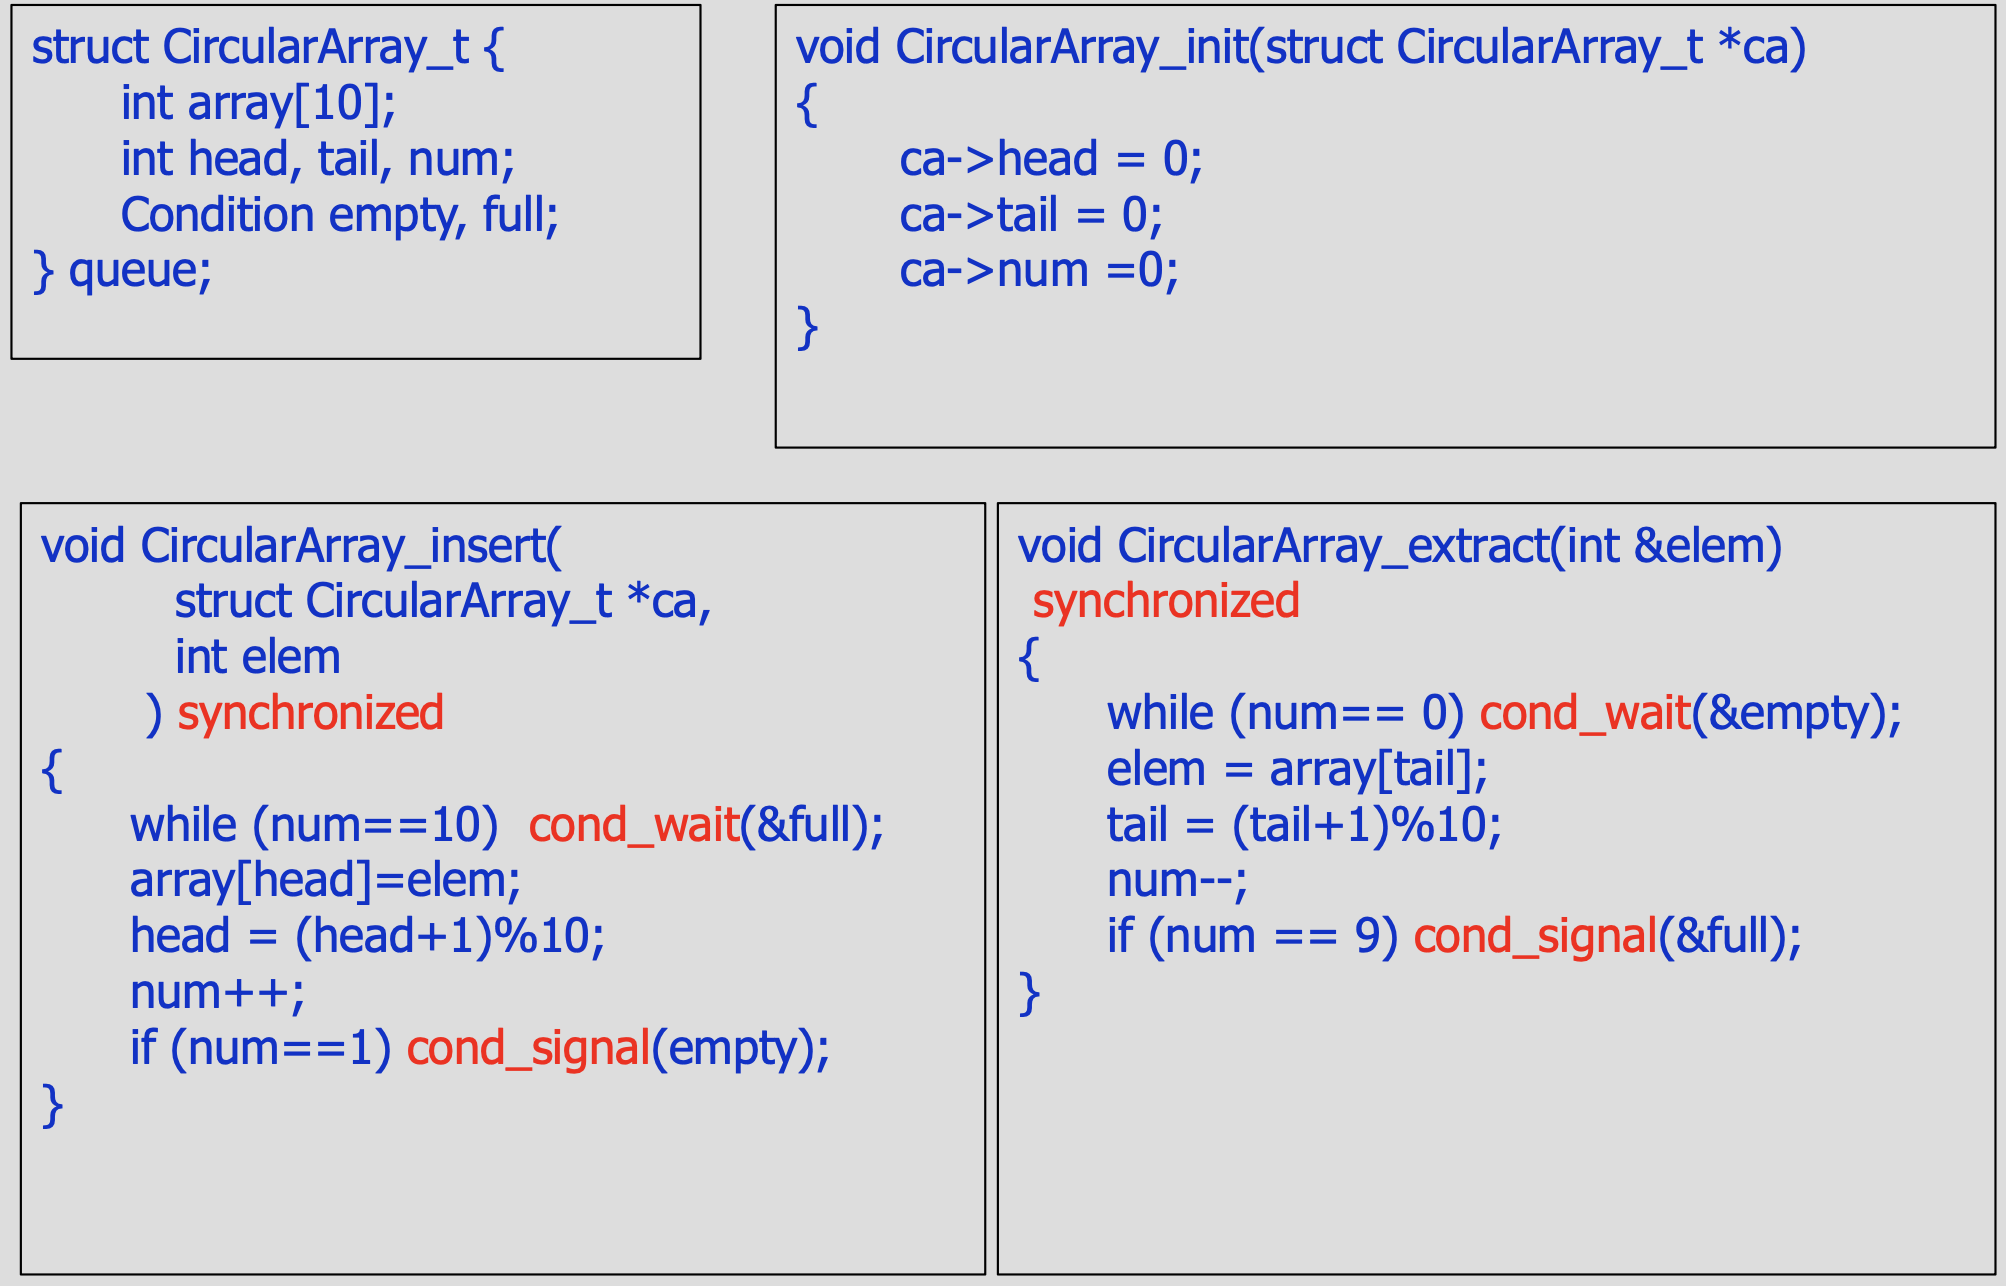 struct CircularArray_t {
int array[10];
int head, tail, num;
Condition empty, full;
} queue;
void CircularArray_init(struct CircularArray_t *ca)
{
ca->head = 0;
ca->tail = 0;
ca->num =0;
}
void CircularArray_insert(
struct CircularArray_t *ca,
int elem
) synchronized
{
while (num==10) cond_wait(&full);
array[head]=elem;
head = (head+1)%10;
num++;
if (num==1) cond_signal(empty);
}
void CircularArray_extract(int &elem)
synchronized
{
while (num== 0) cond_wait(&empty);
elem = array[tail];
tail = (tail+1)%10;
num--;
if (num == 9) cond_signal(&full);
}